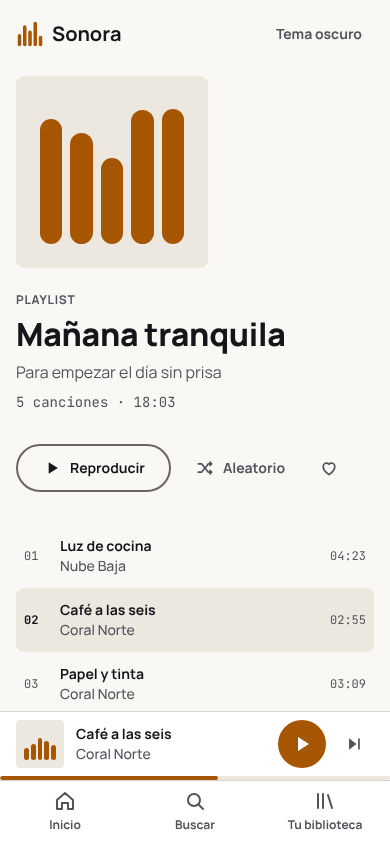 Sonora
Tema oscuro
PLAYLIST
Mañana tranquila
Para empezar el día sin prisa
5 canciones · 18:03
Reproducir
Aleatorio
01
Luz de cocina
Nube Baja
04:23
02
Café a las seis
Coral Norte
02:55
03
Papel y tinta
Coral Norte
03:09
Café a las seis
Coral Norte
Inicio
Buscar
Tu biblioteca